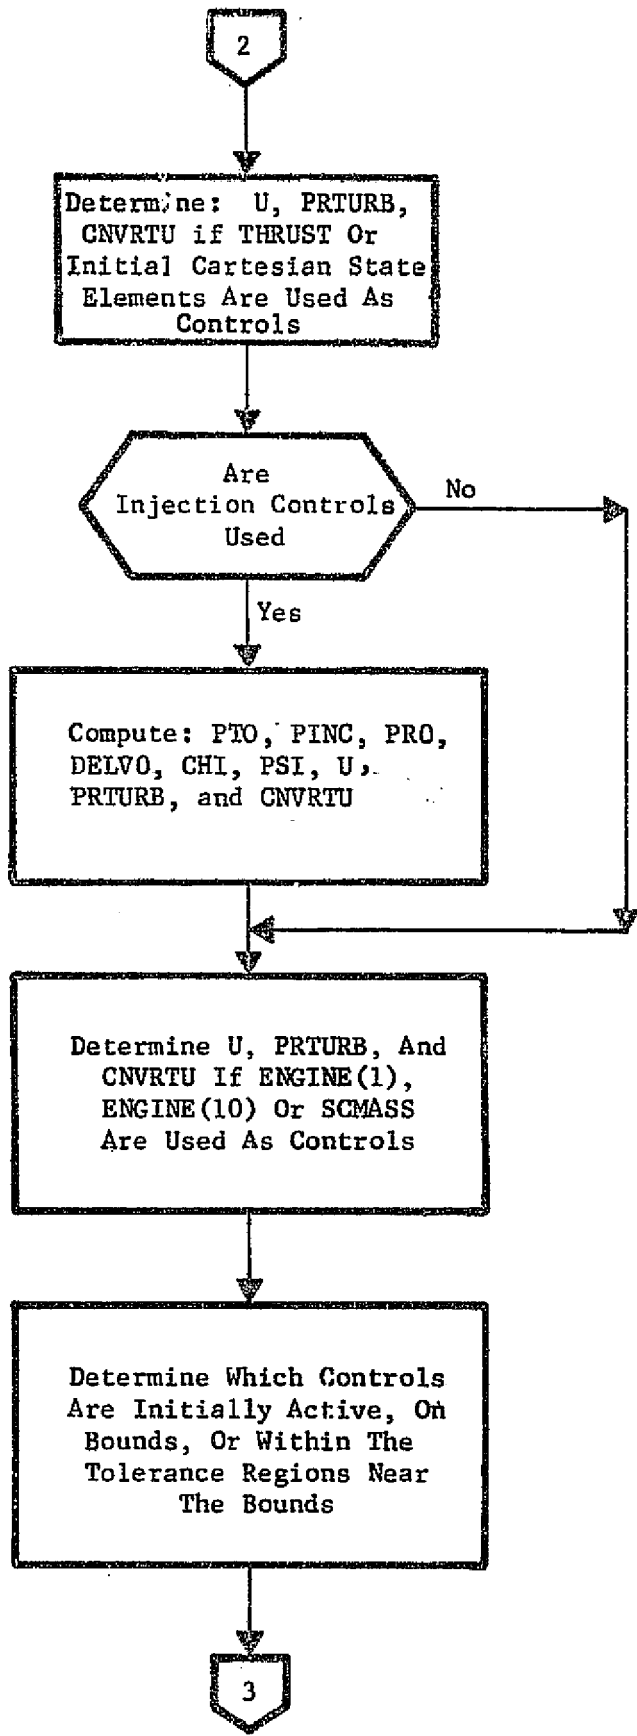 2
Determine: U, PRTURB,
CNVRTU if THRUST Or
Initial Cartesian State
Elements Are Used As
Controls
Are
Injection Controls
Used
No
Yes
Compute: PTO, PINC, PRO,
DELVO, CHI, PSI, U,
PRTURB, and CNVRTU
Determine U, PRTURB, And
CNVRTU If ENGINE(1),
ENGINE(10) Or SCMASS
Are Used As Controls
Determine Which Controls
Are Initially Active, On
Bounds, Or Within The
Tolerance Regions Near
The Bounds
3